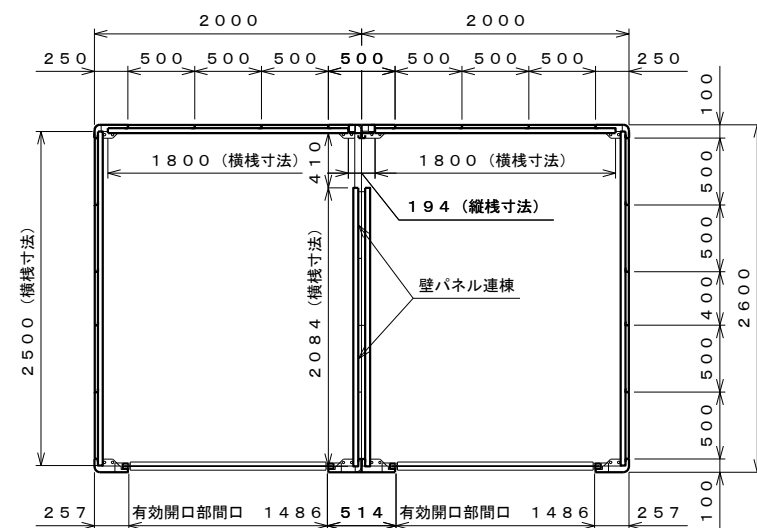 ２０００ ２０００
２５０ ５００ ５００ ５００ ５００ ５００ ５００ ５００ ２５０
１００
１８００（横桟寸法） ４１０ １８００（横桟寸法）
５００
１９４（縦桟寸法）
５００
２５００（横桟寸法） ２０８４（横桟寸法） 壁パネル連棟 ４００ ２６００
５００
５００
１００
２５７ 有効開口部間口 １４８６ ５１４ 有効開口部間口 １４８６ ２５７